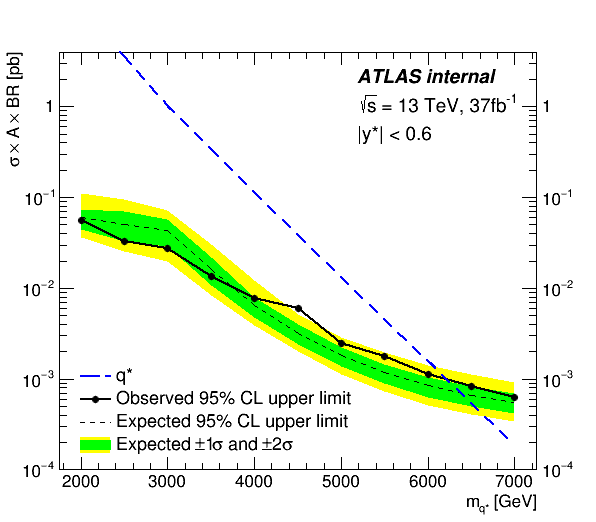 σ × A × BR [pb]
ATLAS internal
√s = 13 TeV, 37fb⁻¹
|y*| < 0.6
1 1
10⁻¹ 10⁻¹
10⁻² 10⁻²
10⁻³ 10⁻³
10⁻⁴ 10⁻⁴
q*
Observed 95% CL upper limit
Expected 95% CL upper limit
Expected ±1σ and ±2σ
2000 3000 4000 5000 6000 7000
m_q* [GeV]